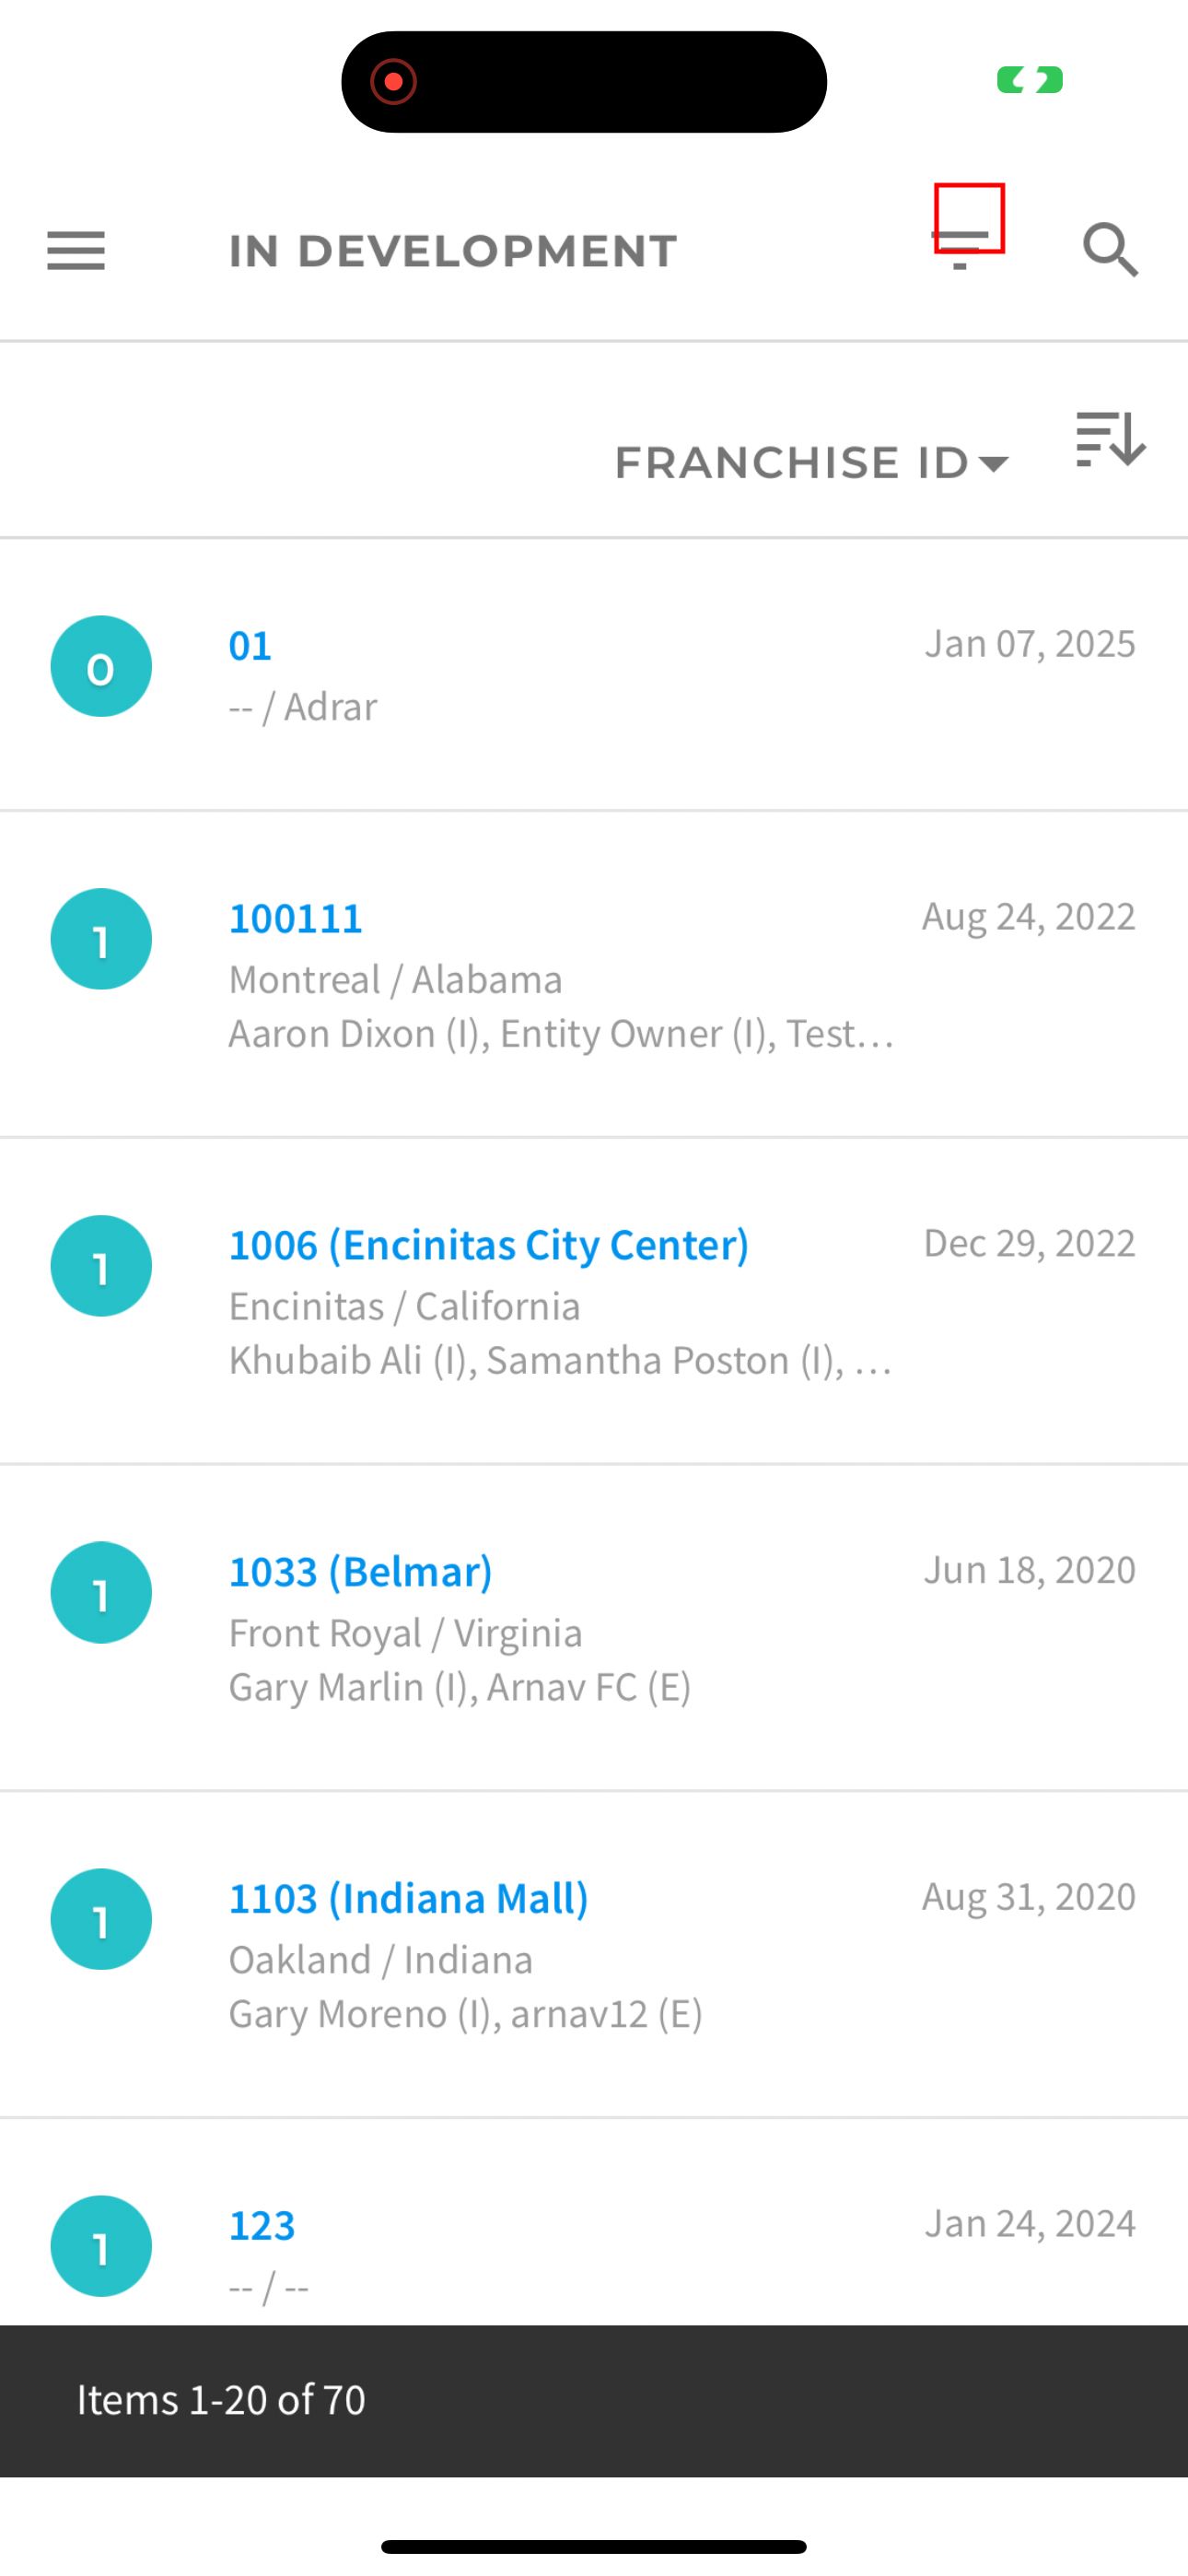 IN DEVELOPMENT
FRANCHISE ID
0
01
Jan 07, 2025
-- / Adrar
1
100111
Aug 24, 2022
Montreal / Alabama
Aaron Dixon (I), Entity Owner (I), Test...
1
1006 (Encinitas City Center)
Dec 29, 2022
Encinitas / California
Khubaib Ali (I), Samantha Poston (I), ...
1
1033 (Belmar)
Jun 18, 2020
Front Royal / Virginia
Gary Marlin (I), Arnav FC (E)
1
1103 (Indiana Mall)
Aug 31, 2020
Oakland / Indiana
Gary Moreno (I), arnav12 (E)
1
123
Jan 24, 2024
-- / --
Items 1-20 of 70